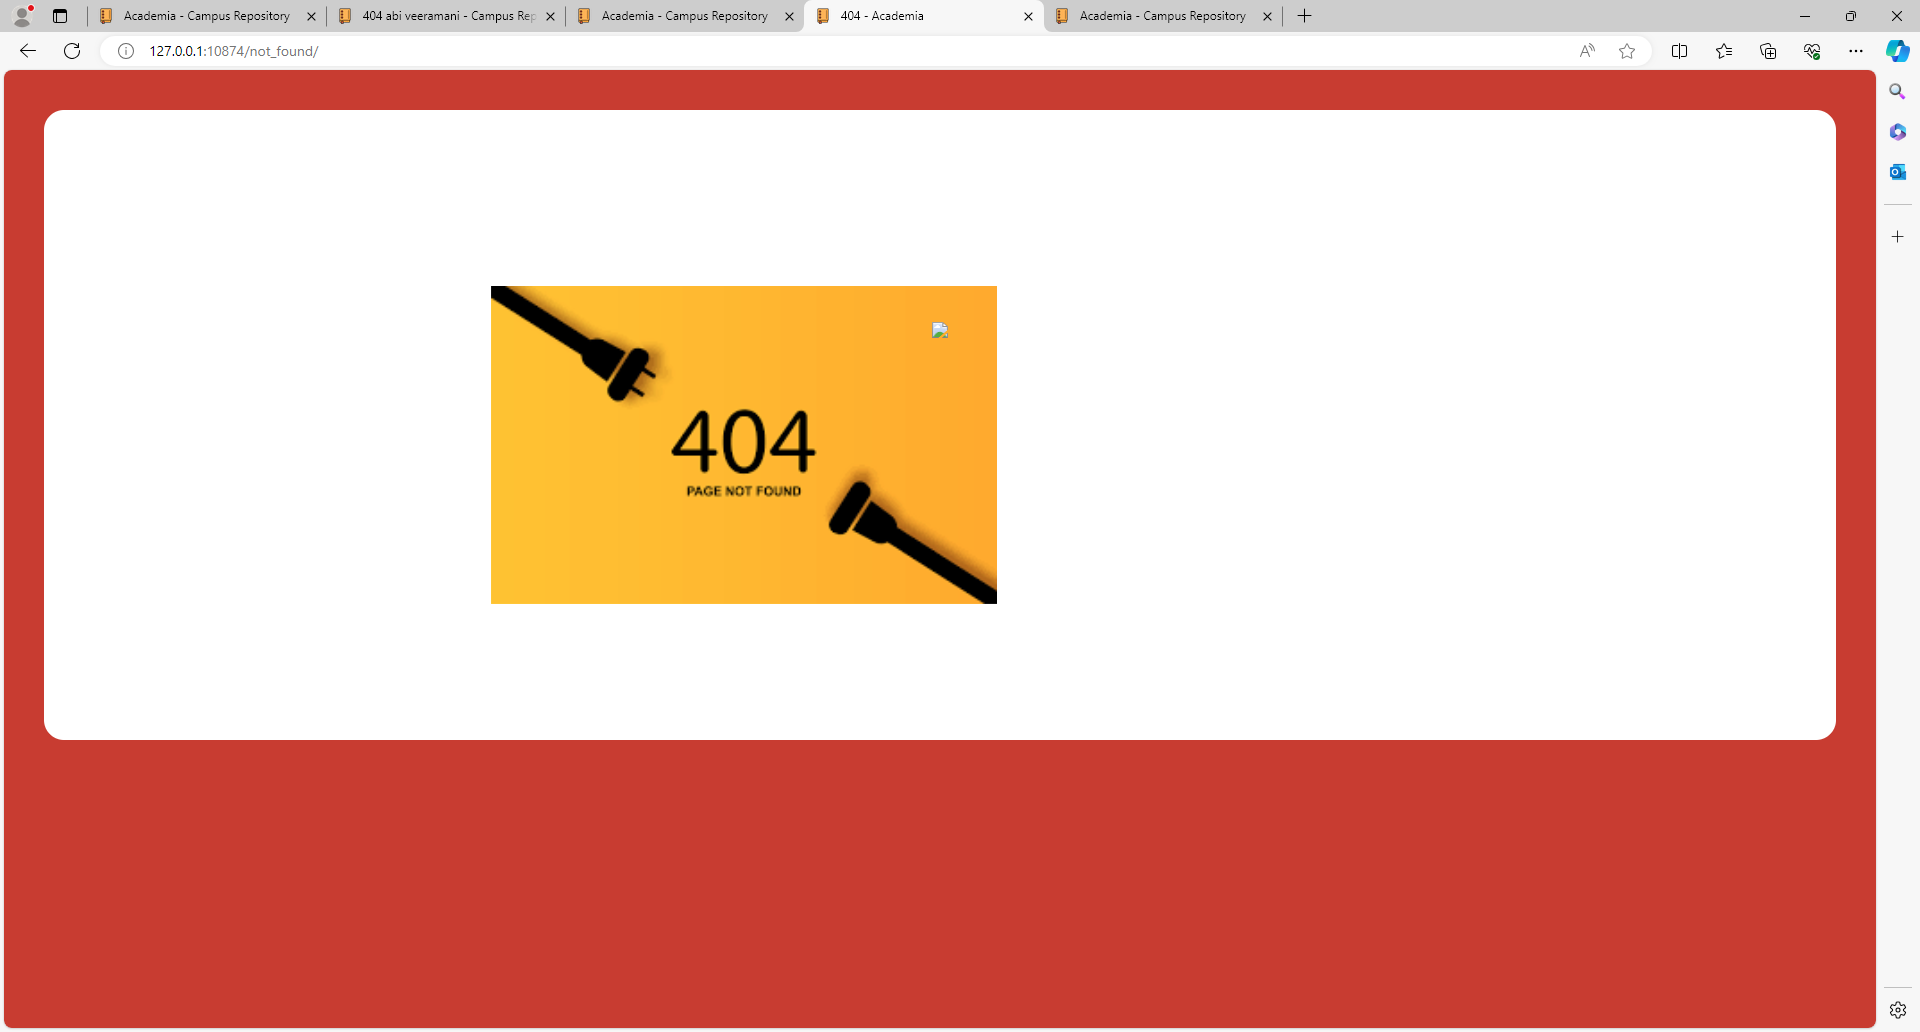 Academia - Campus Repository
404 abi veeramani - Campus Rep
Academia - Campus Repository
404 - Academia
Academia - Campus Repository
127.0.0.1:10874/not_found/
404
PAGE NOT FOUND